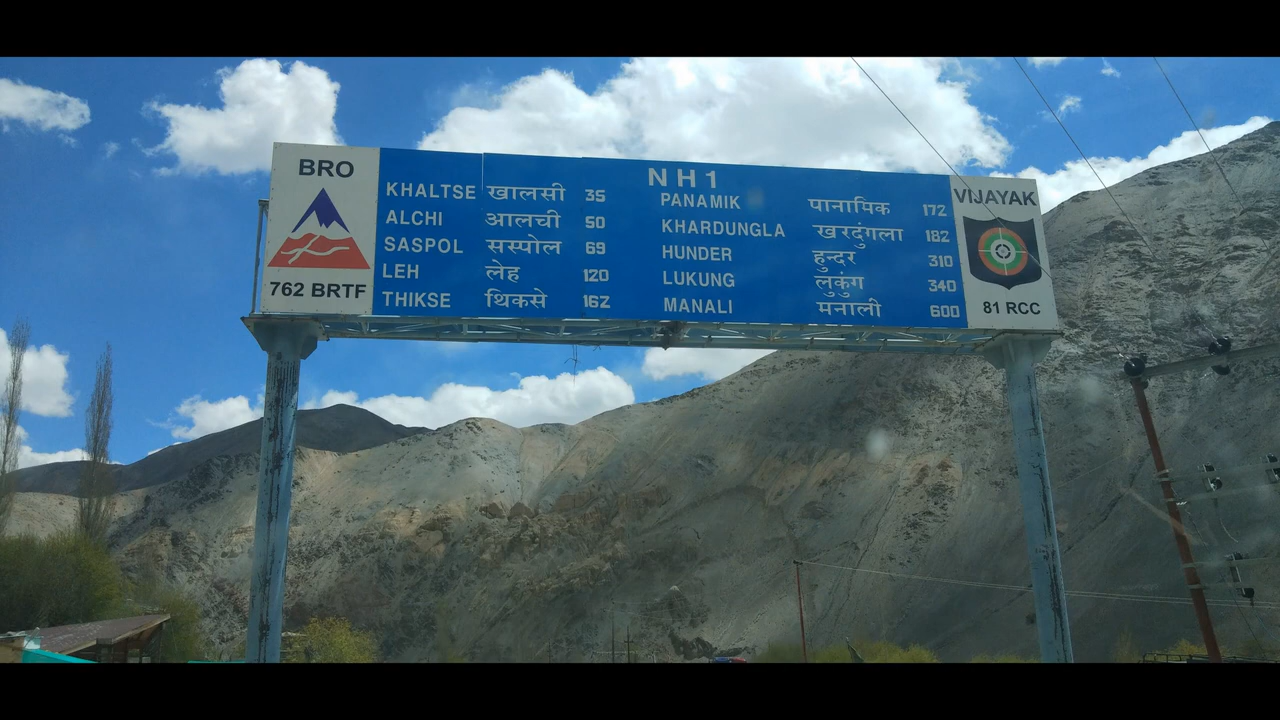 BRO
762 BRTF
NH1
KHALTSE खालसी 35
ALCHI आलची 50
SASPOL सस्पोल 69
LEH लेह 120
THIKSE थिकसे 162
PANAMIK पानामिक 172
KHARDUNGLA खरदुंगला 182
HUNDER हुन्दर 310
LUKUNG लुकुंग 340
MANALI मनाली 600
VIJAYAK
81 RCC